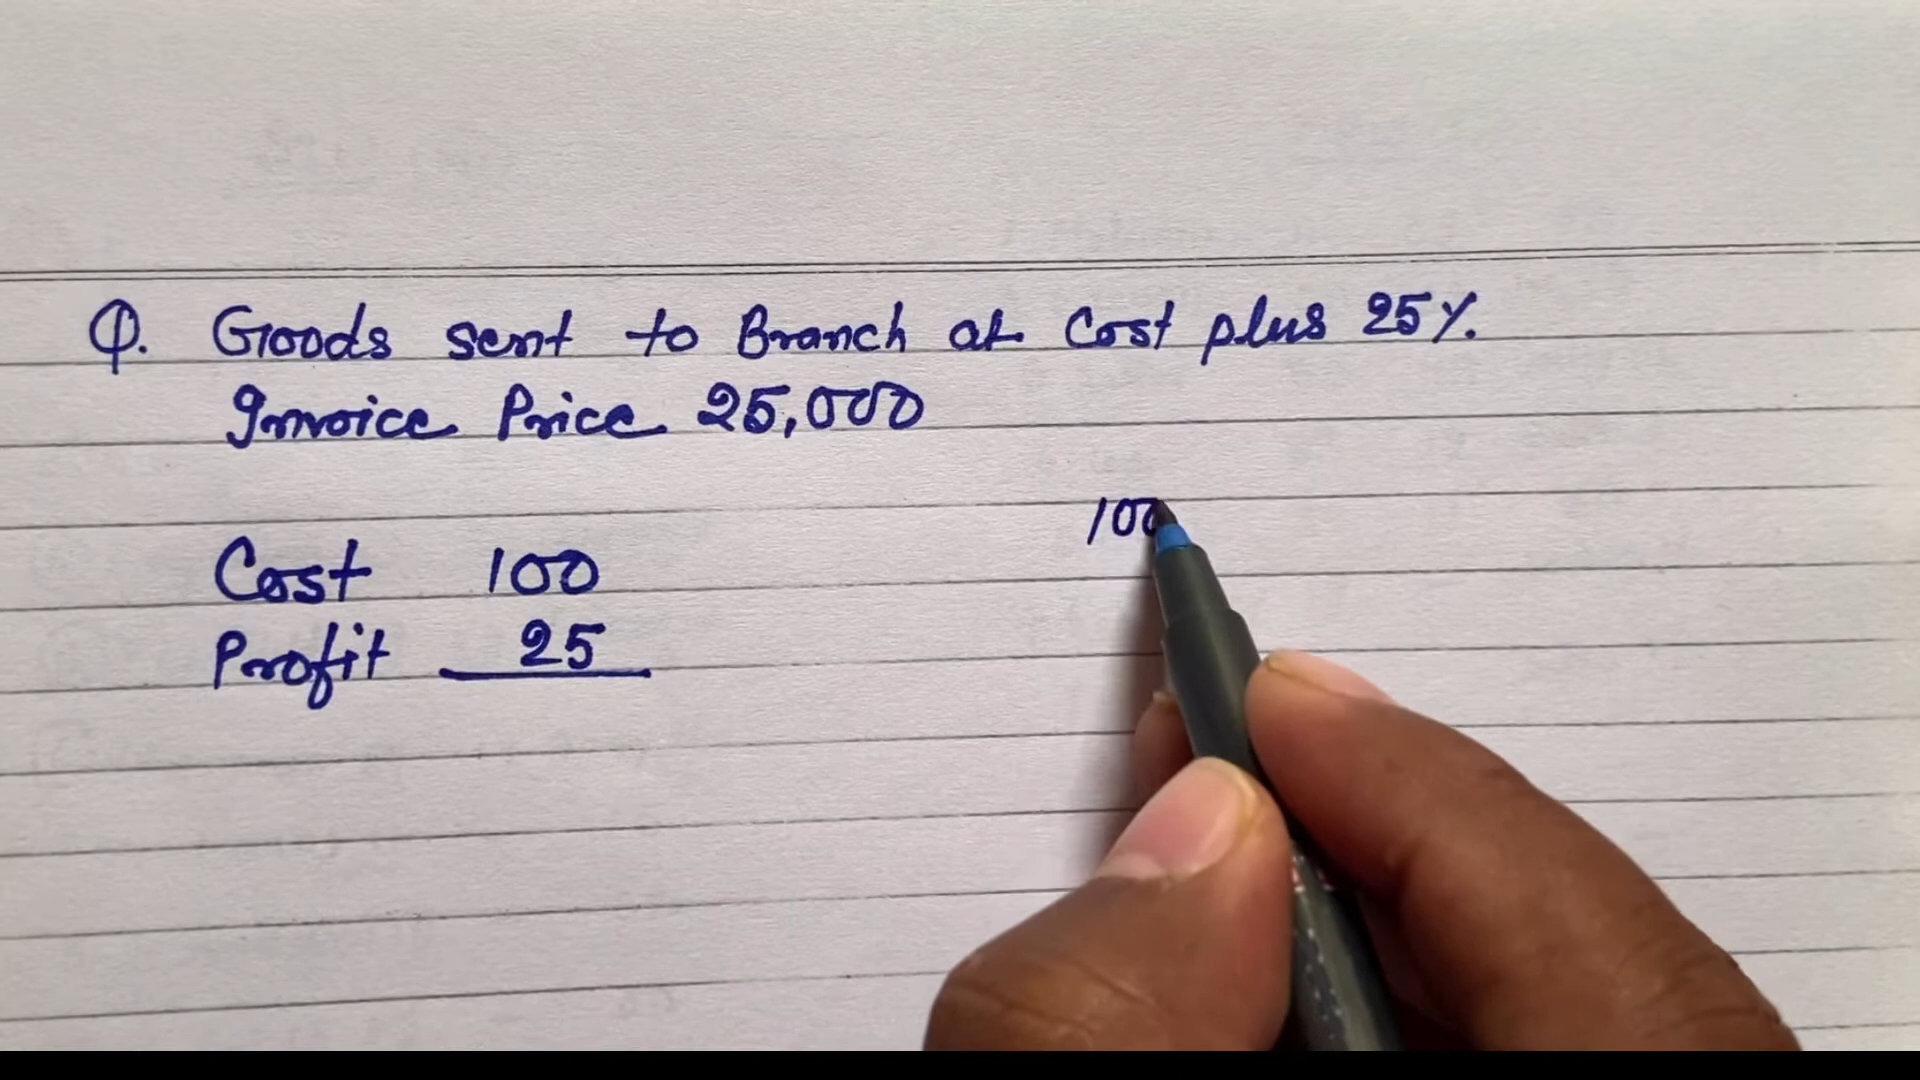 Q. Goods sent to Branch at Cost plus 25%.
Invoice Price 25,000
100
Cost 100
Profit 25